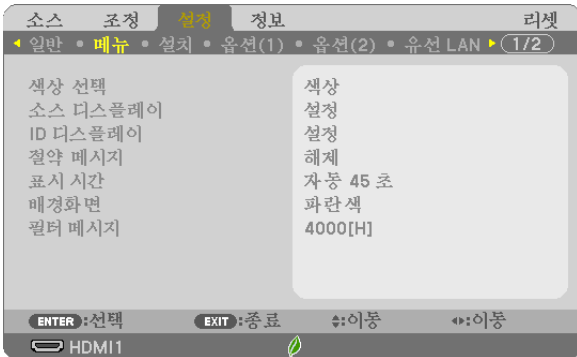 소스 조정 설정 정보 리셋
일반 • 메뉴 • 설치 • 옵션(1) • 옵션(2) • 유선 LAN 1/2
색상 선택 색상
소스 디스플레이 설정
ID 디스플레이 설정
절약 메시지 해제
표시 시간 자동 45 초
배경화면 파란색
필터 메시지 4000[H]
ENTER :선택 EXIT :종료 :이동 :이동
HDMI1